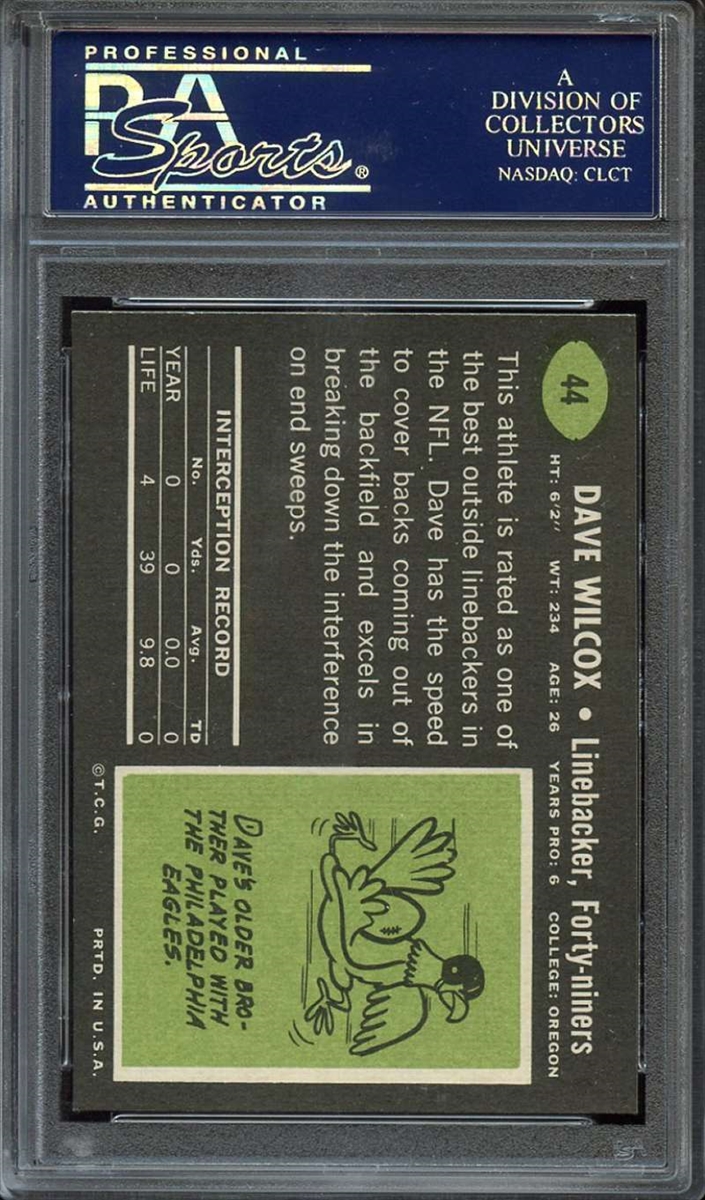 PROFESSIONAL
PSA
Sports®
AUTHENTICATOR
A
DIVISION OF
COLLECTORS
UNIVERSE
NASDAQ: CLCT
44
DAVE WILCOX • Linebacker, Forty-niners
HT: 6'2" WT: 234 AGE: 26 YEARS PRO: 6 COLLEGE: OREGON
This athlete is rated as one of
the best outside linebackers in
the NFL. Dave has the speed
to cover backs coming out of
the backfield and excels in
breaking down the interference
on end sweeps.
INTERCEPTION RECORD
No. Yds. Avg. TD
YEAR 0 0 0.0 0
LIFE 4 39 9.8 0
DAVE'S OLDER BRO-
THER PLAYED WITH
THE PHILADELPHIA
EAGLES.
©T.C.G. PRTD. IN U.S.A.